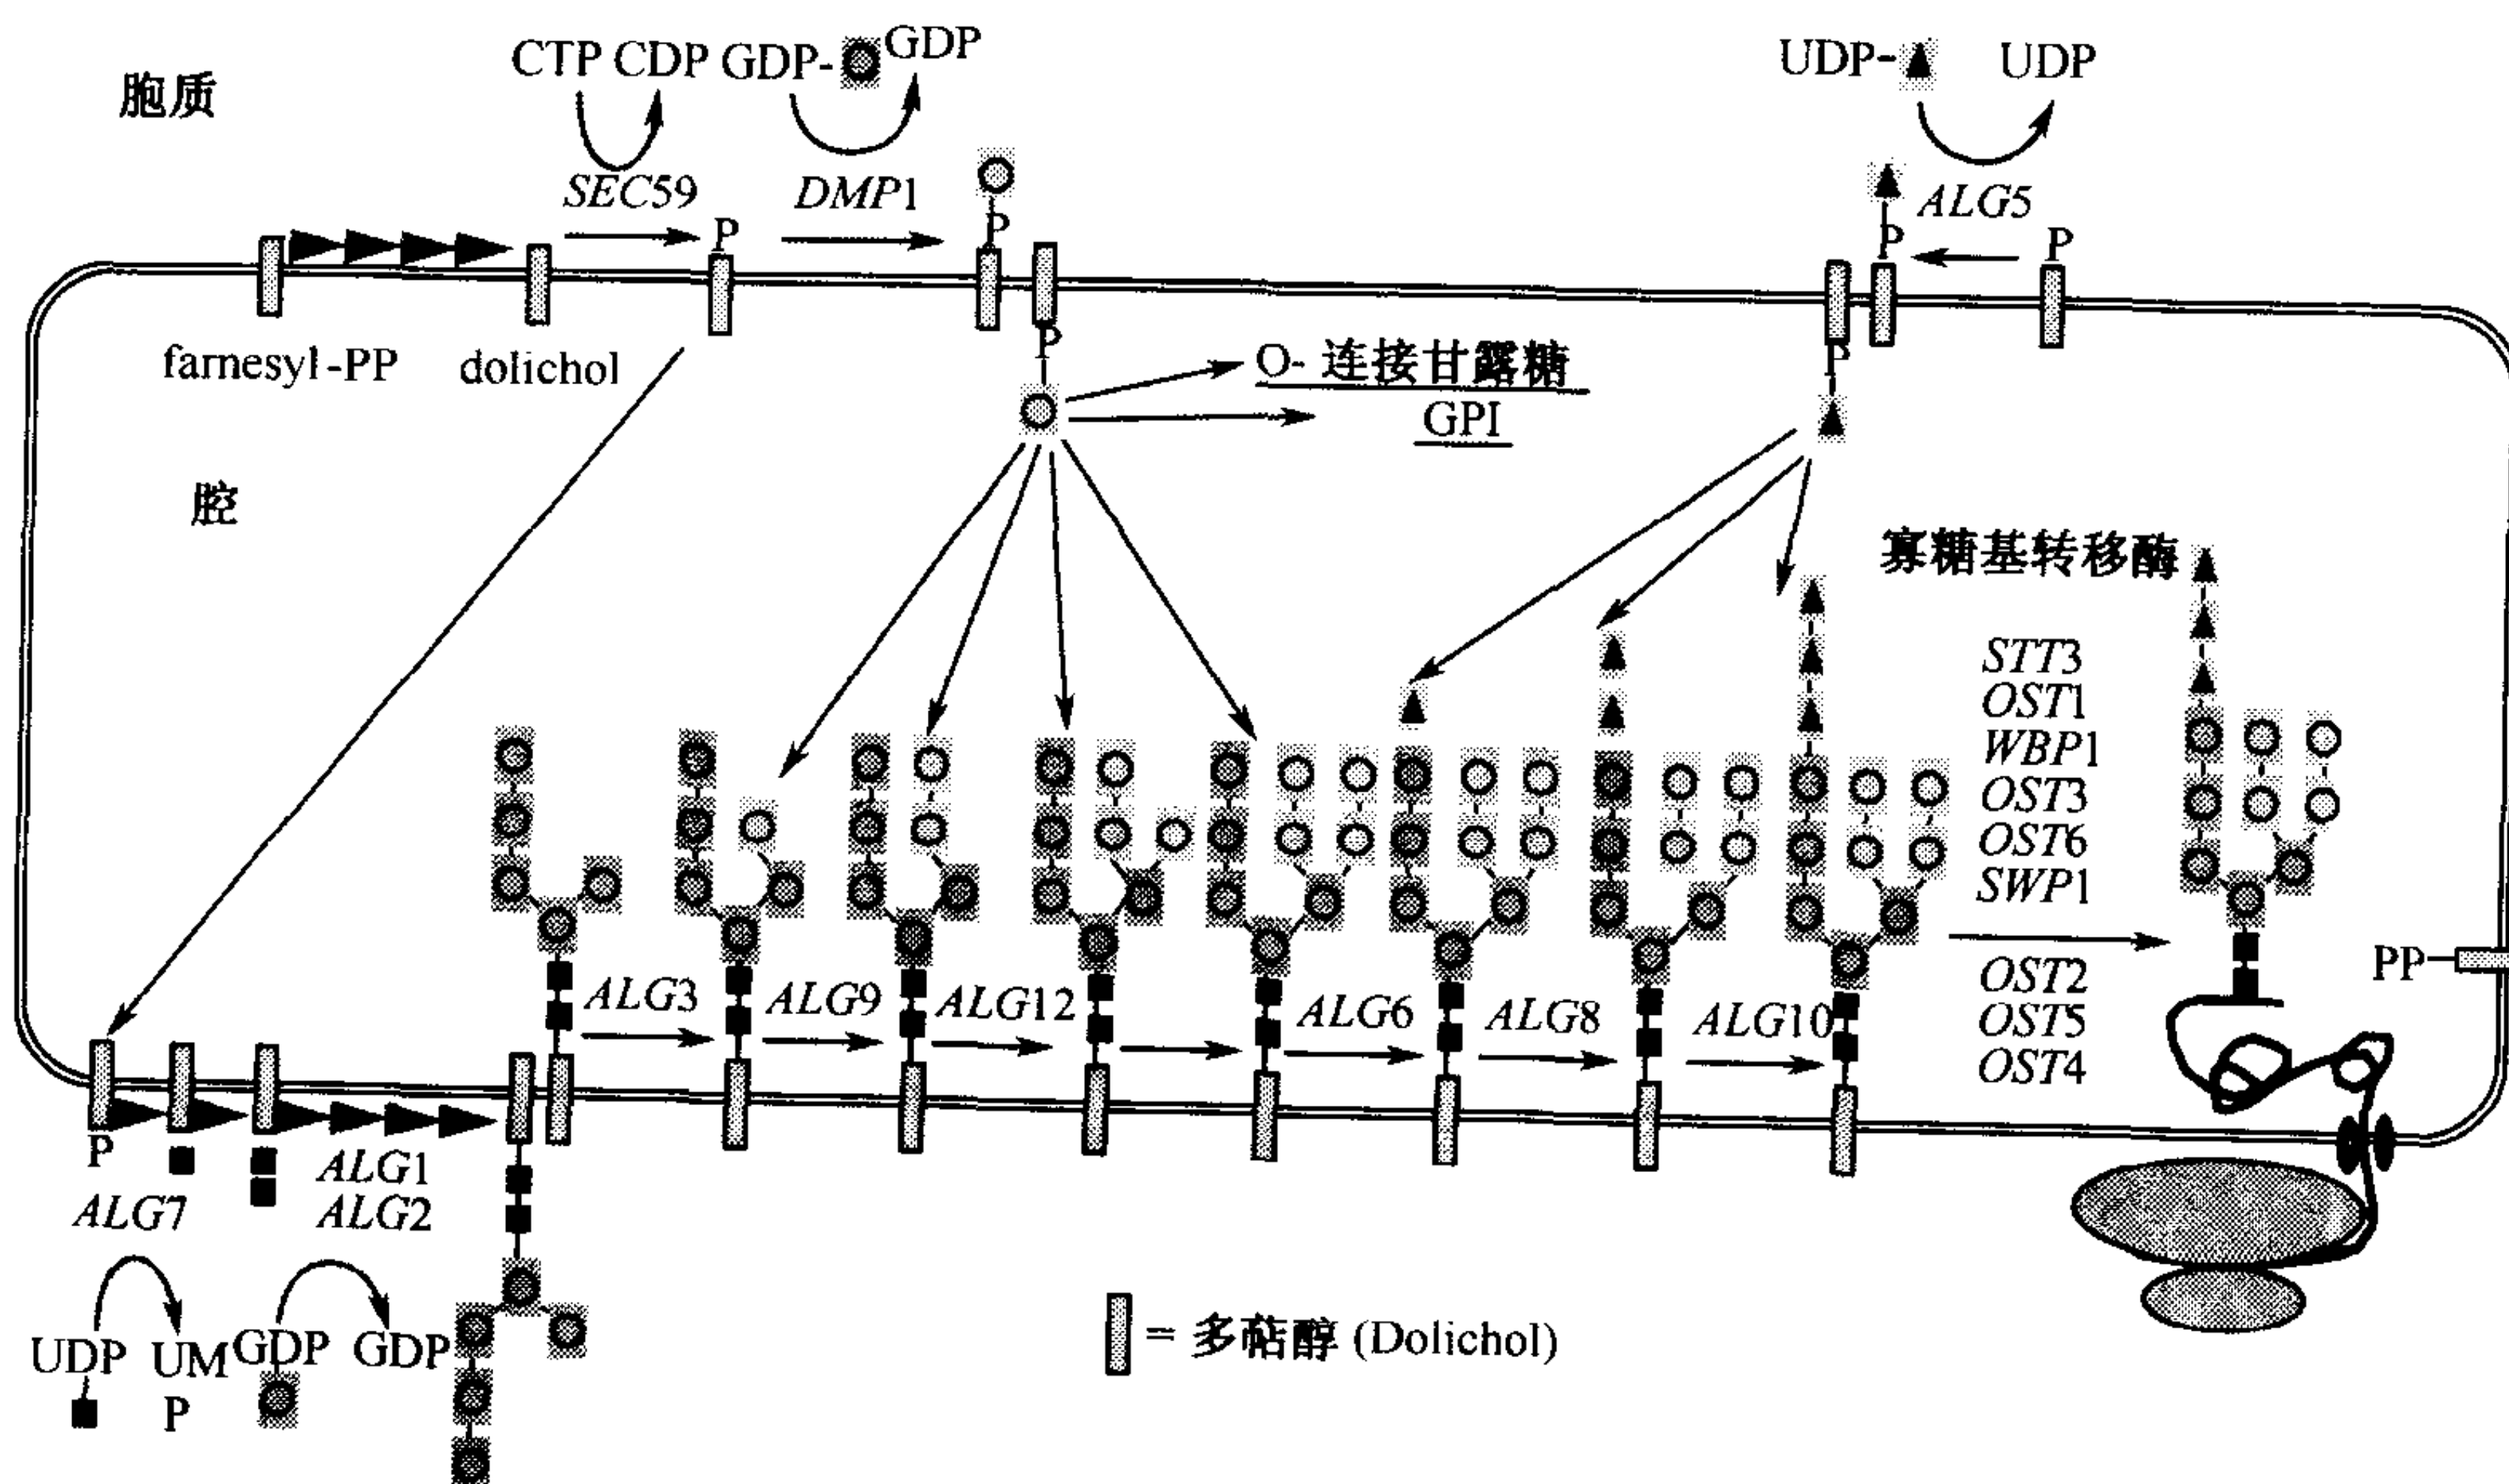 CTP CDP GDP- GDP
UDP- UDP
胞质
SEC59
DMP1
ALG5
P
P
P
P
farnesyl-PP
dolichol
P
P
O- 连接甘露糖
GPI
腔
寡糖基转移酶
STT3
OST1
WBP1
OST3
OST6
SWP1
OST2
OST5
OST4
PP
ALG3
ALG9
ALG12
ALG6
ALG8
ALG10
P
ALG7
ALG1
ALG2
UDP
UM
P
GDP
GDP
= 多萜醇 (Dolichol)